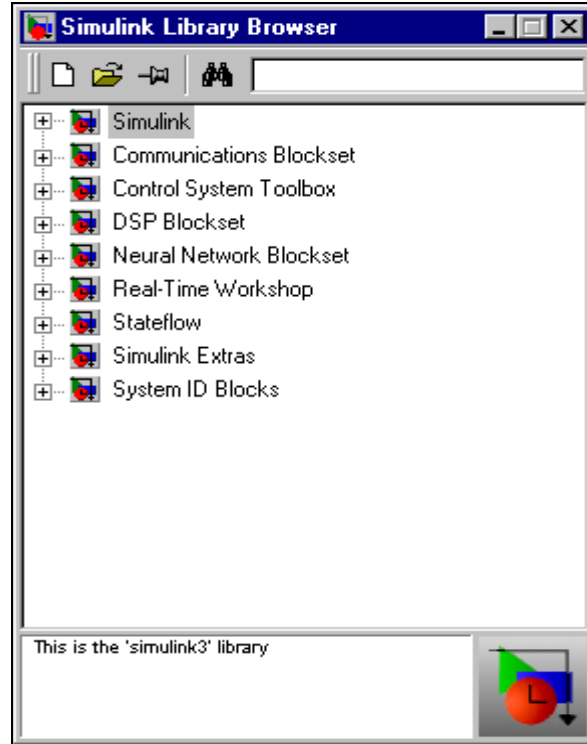 Simulink Library Browser
Simulink
Communications Blockset
Control System Toolbox
DSP Blockset
Neural Network Blockset
Real-Time Workshop
Stateflow
Simulink Extras
System ID Blocks
This is the 'simulink3' library